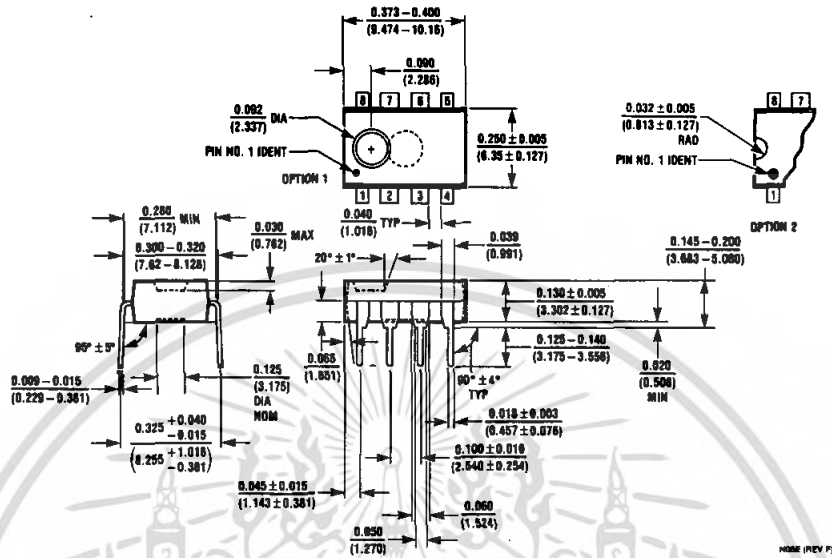 0.373 – 0.400
(9.474 – 10.16)
0.090
(2.286)
8 7 6 5
0.092
(2.337) DIA
PIN NO. 1 IDENT
OPTION 1
1 2 3 4
0.250 ± 0.005
(6.35 ± 0.127)
0.032 ± 0.005
(0.813 ± 0.127)
RAD
PIN NO. 1 IDENT
8 7
1
OPTION 2
0.280 MIN
(7.112)
0.300 – 0.320
(7.62 – 8.128)
0.030 MAX
(0.762)
0.040 TYP
(1.016)
20° ± 1°
0.039
(0.991)
0.145 – 0.200
(3.683 – 5.080)
0.130 ± 0.005
(3.302 ± 0.127)
0.125 – 0.140
(3.175 – 3.556)
0.020
(0.508)
MIN
95° ± 5°
0.009 – 0.015
(0.229 – 0.381)
0.125
(3.175)
DIA
NOM
0.065
(1.651)
90° ± 4°
TYP
0.018 ± 0.003
(0.457 ± 0.076)
0.325 +0.040
–0.015
(8.255 +1.016
–0.381)
0.100 ± 0.010
(2.540 ± 0.254)
0.045 ± 0.015
(1.143 ± 0.381)
0.060
(1.524)
0.050
(1.270)